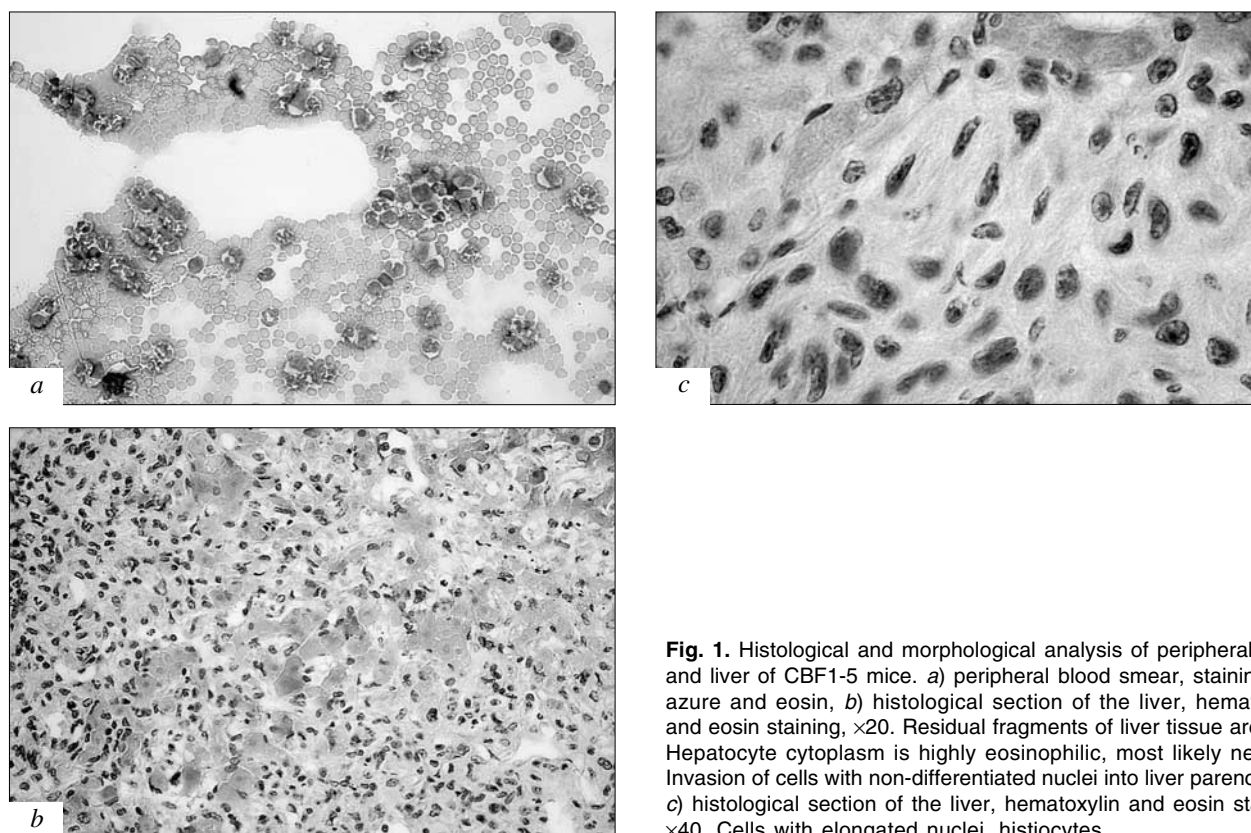 a
c
b
Fig. 1. Histological and morphological analysis of peripheral
and liver of CBF1-5 mice. a) peripheral blood smear, stainin
azure and eosin, b) histological section of the liver, hema
and eosin staining, ×20. Residual fragments of liver tissue are
Hepatocyte cytoplasm is highly eosinophilic, most likely ne
Invasion of cells with non-differentiated nuclei into liver parenc
c) histological section of the liver, hematoxylin and eosin st
×40. Cells with elongated nuclei, histiocytes